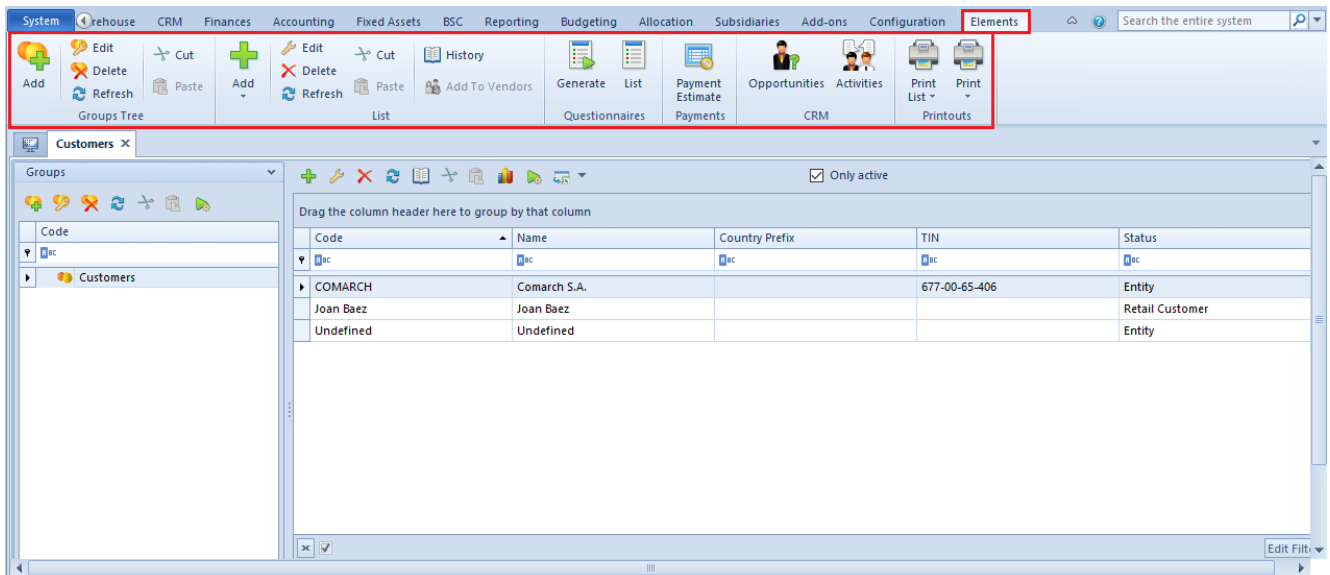 System rehouse CRM Finances Accounting Fixed Assets BSC Reporting Budgeting Allocation Subsidiaries Add-ons Configuration Elements Search the entire system
Add Edit Delete Refresh Cut Paste
Groups Tree
Add Edit Delete Refresh Cut Paste History Add To Vendors
List
Generate List
Questionnaires
Payment Estimate
Payments
Opportunities Activities
CRM
Print List Print
Printouts
Customers
Groups
Only active
Drag the column header here to group by that column
Code
Customers
Code Name Country Prefix TIN Status
COMARCH Comarch S.A. 677-00-65-406 Entity
Joan Baez Joan Baez Retail Customer
Undefined Undefined Entity
Edit Filt